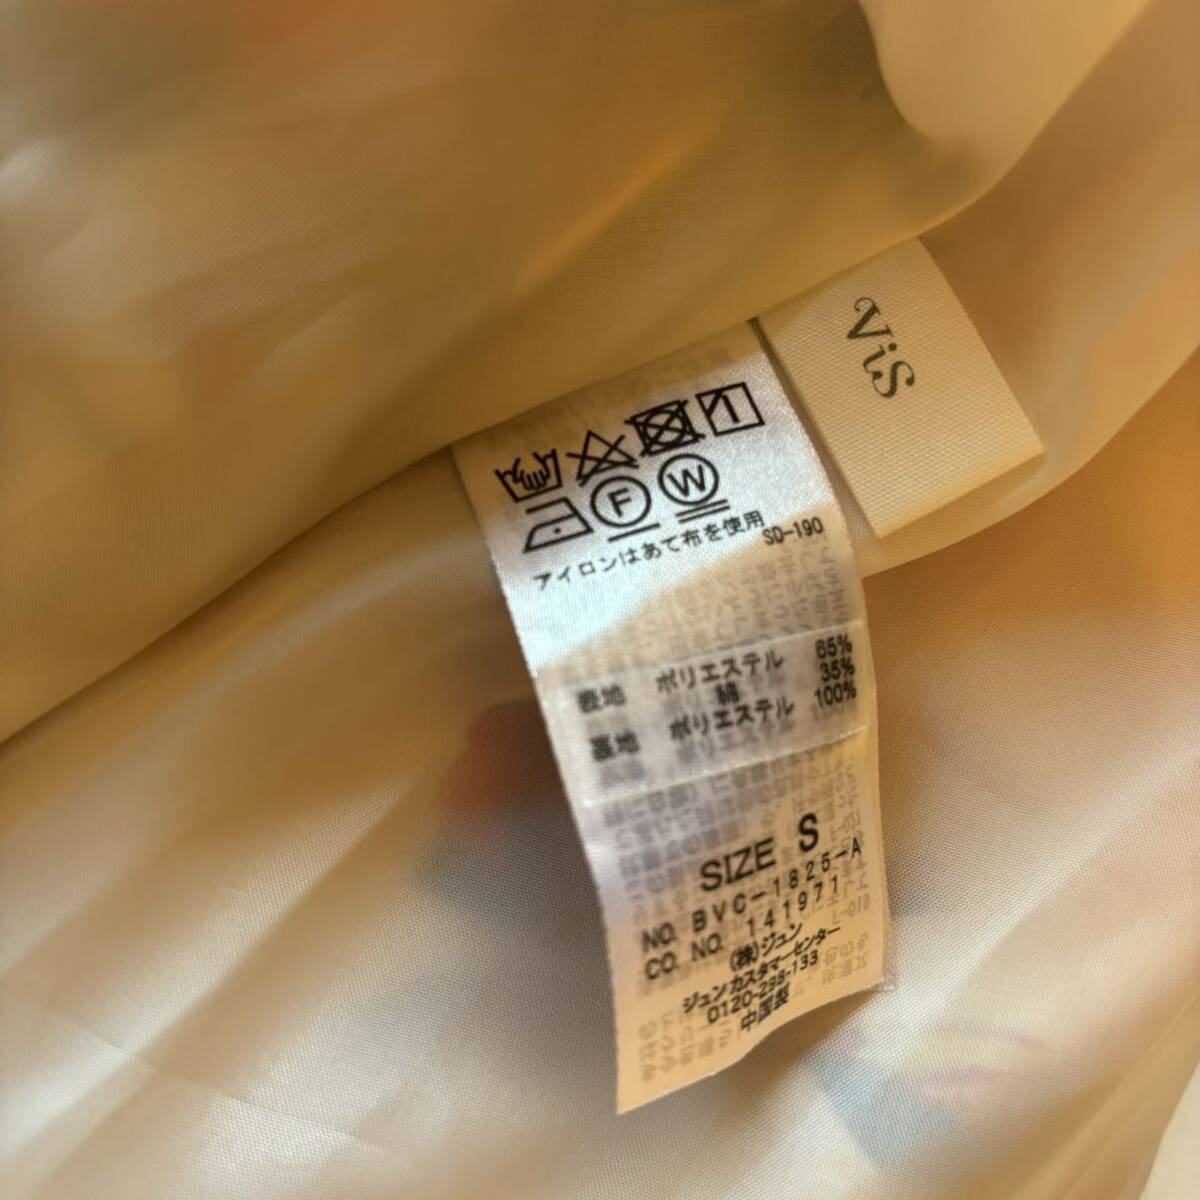 ViS
F
W
アイロンはあて布を使用
SD-190
表地 ポリエステル 65%
綿 35%
裏地 ポリエステル 100%
SIZE S
NO. BVC-1825-A
CO. NO. 141971
(株)ジュン
ジュンカスタマーセンター
0120-298-133
中国製